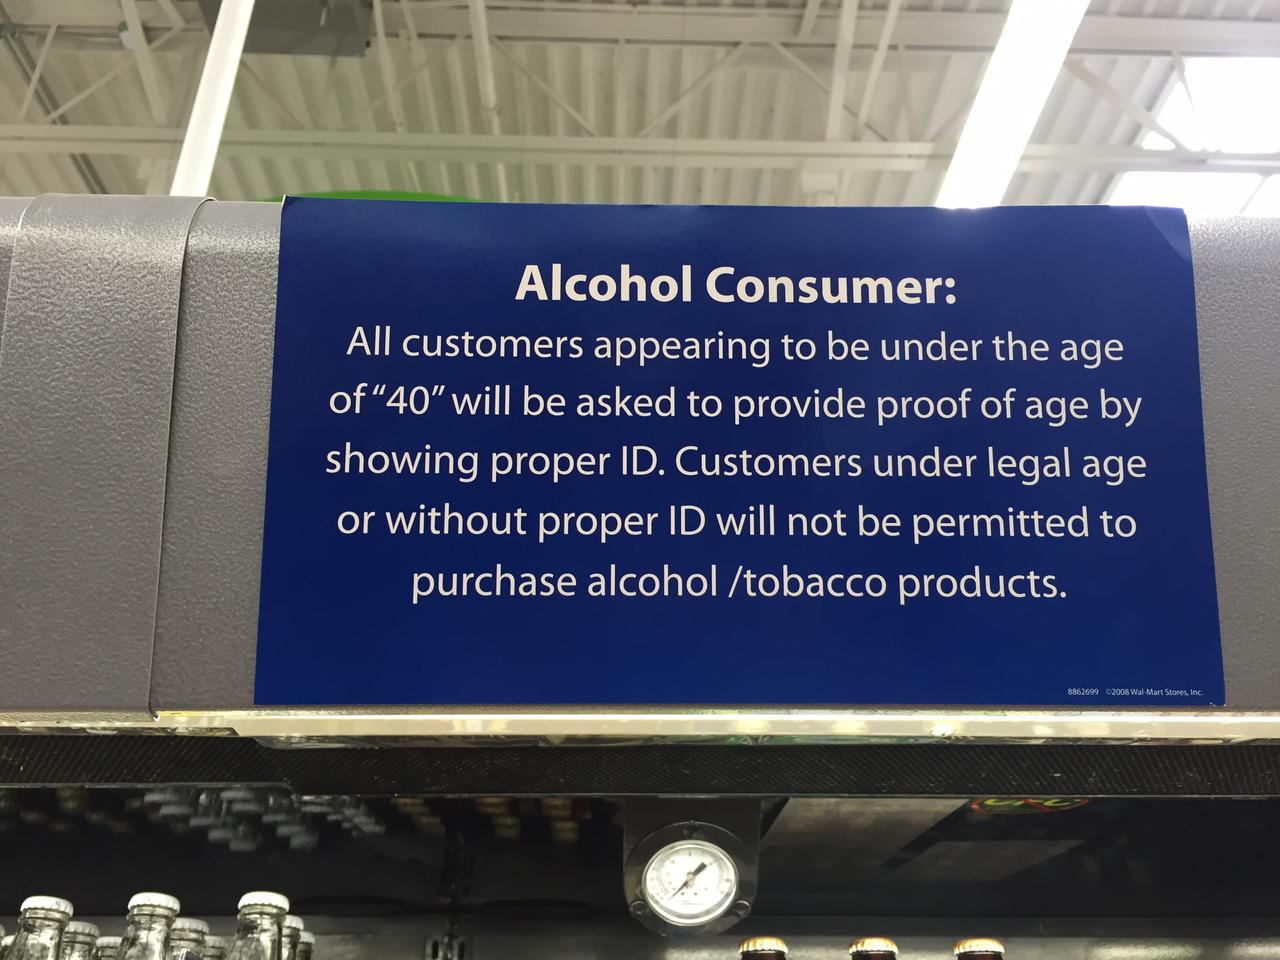 Alcohol Consumer:
All customers appearing to be under the age
of “40” will be asked to provide proof of age by
showing proper ID. Customers under legal age
or without proper ID will not be permitted to
purchase alcohol /tobacco products.
8862699 ©2008 Wal-Mart Stores, Inc.